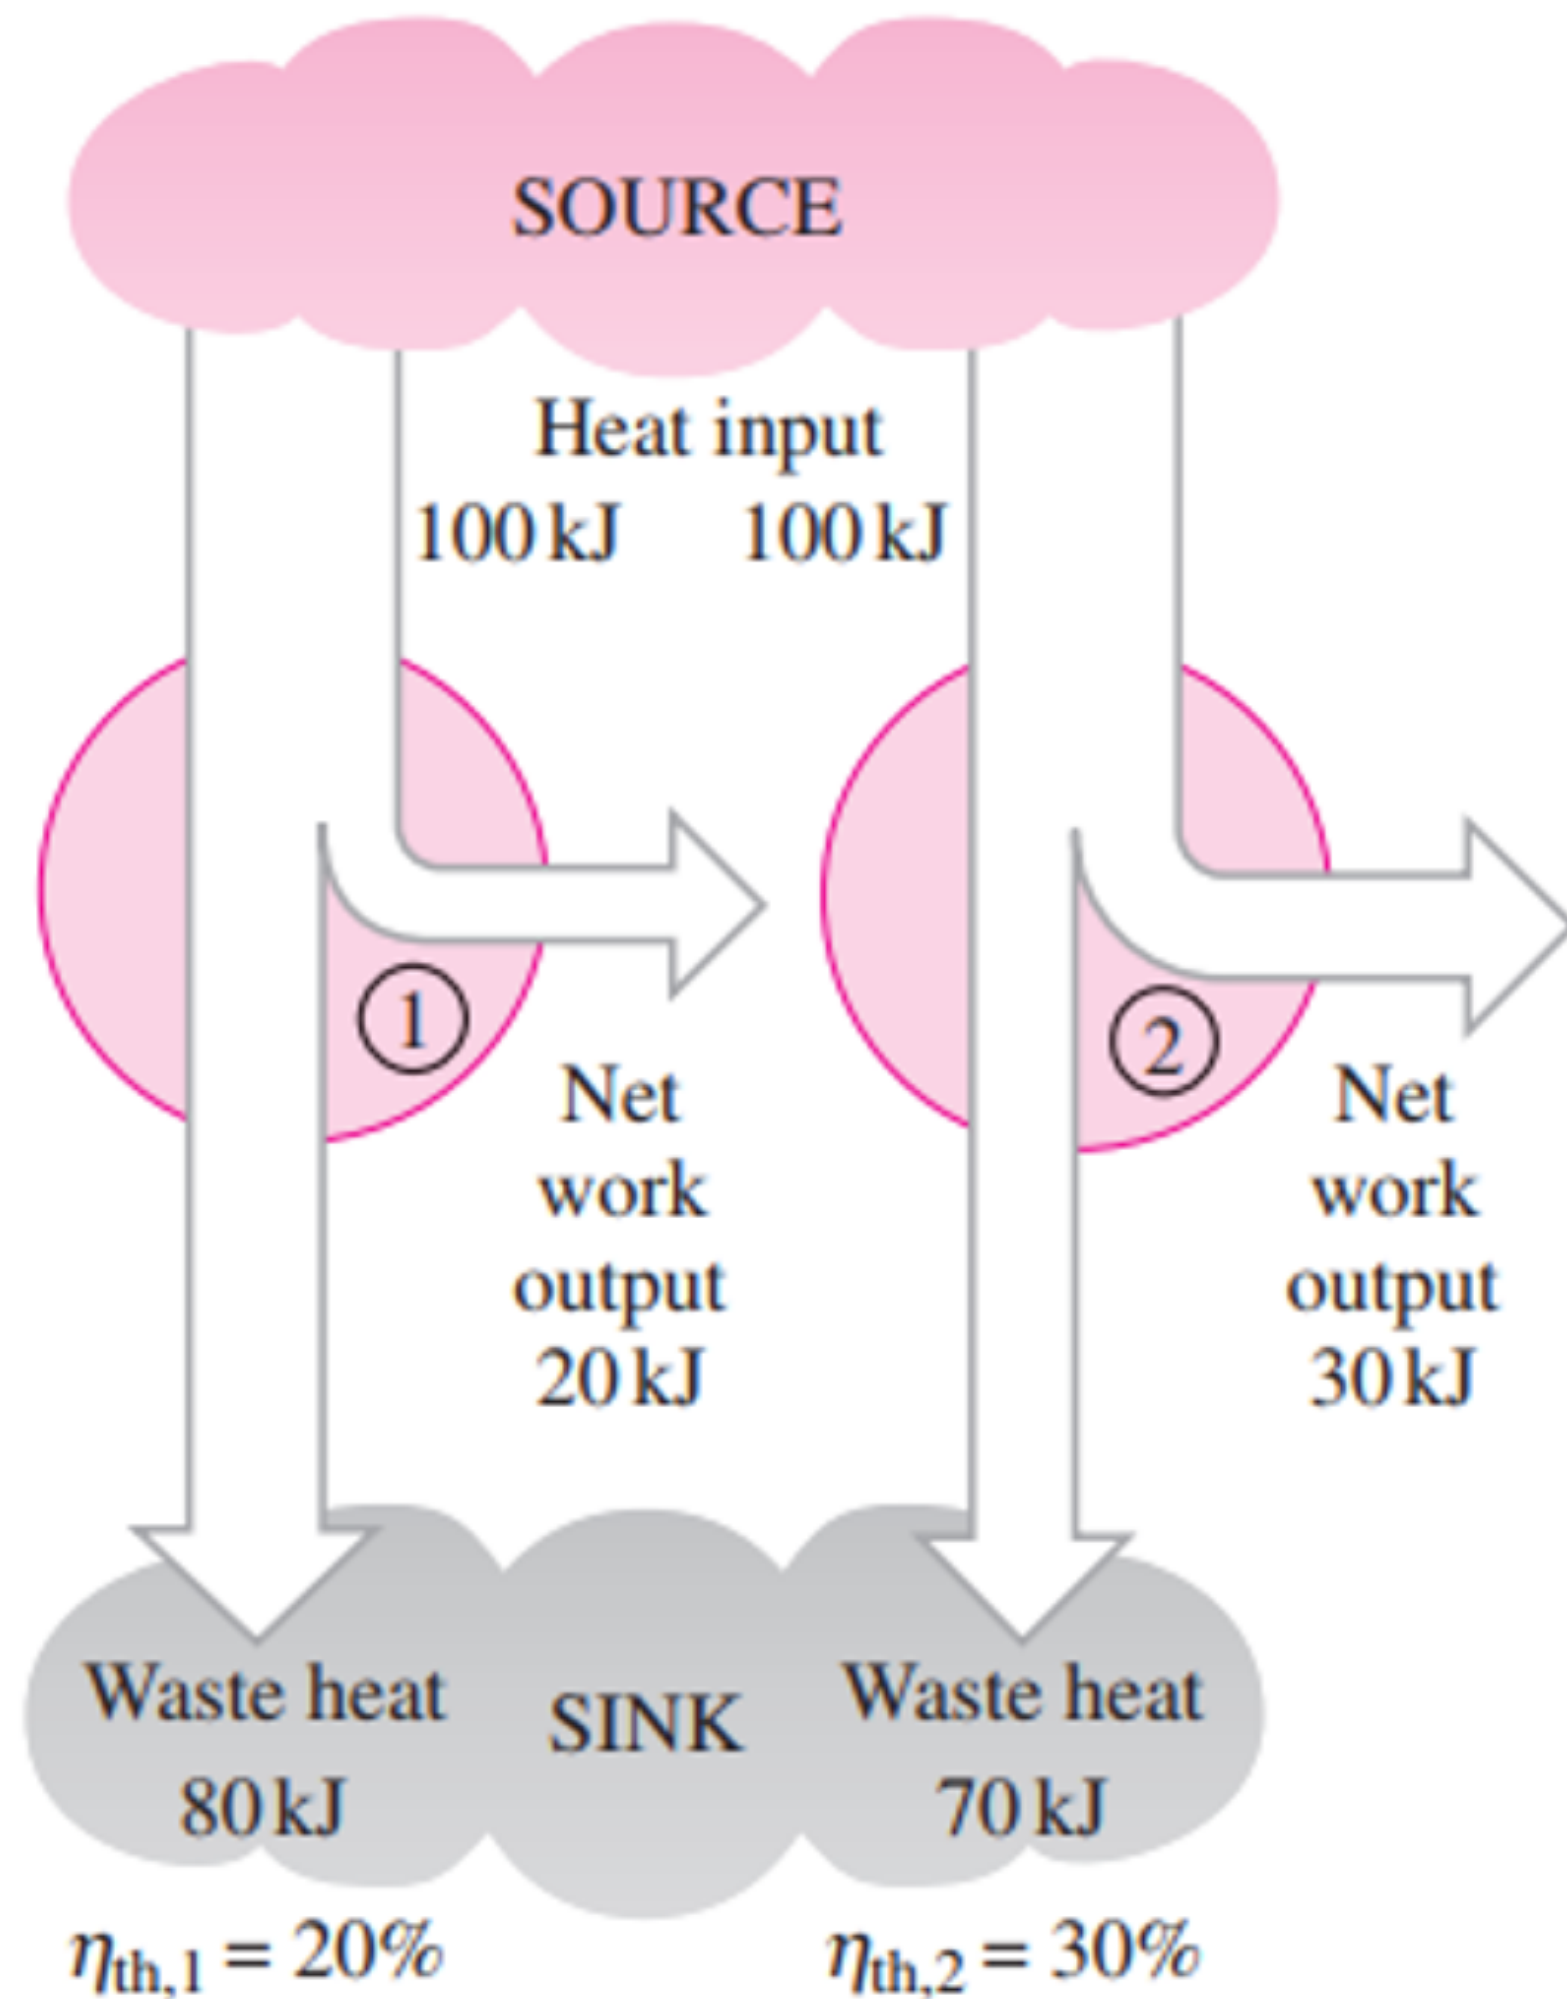 SOURCE
Heat input
100 kJ 100 kJ
1
2
Net
work
output
20 kJ
Net
work
output
30 kJ
Waste heat
80 kJ
SINK
Waste heat
70 kJ
ηth,1 = 20%
ηth,2 = 30%